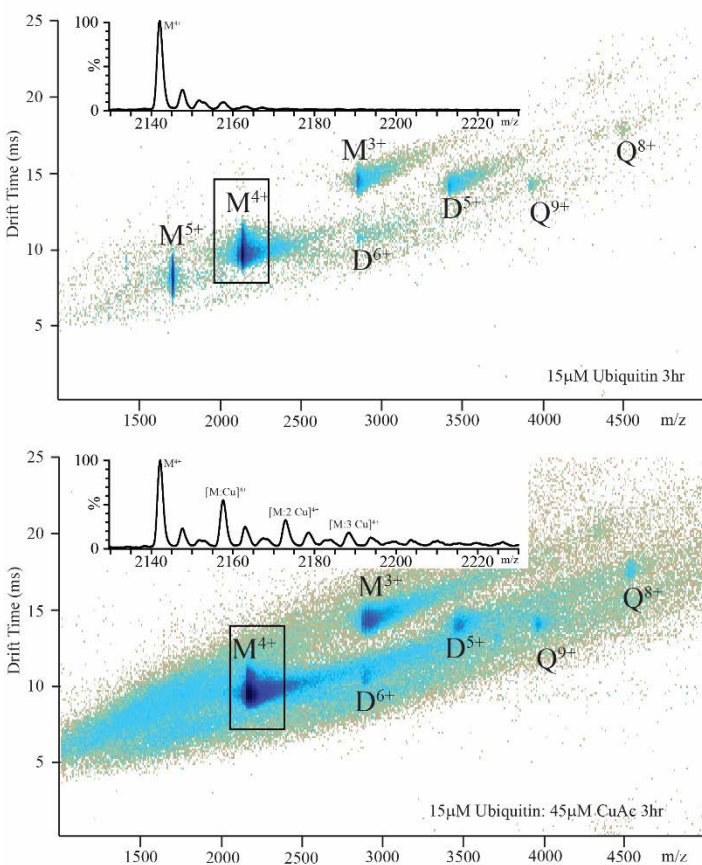 100
%
0
M⁴⁺
2140 2160 2180 2200 2220 m/z
25
20
15
10
5
Drift Time (ms)
M⁵⁺
M⁴⁺
M³⁺
D⁶⁺
D⁵⁺
Q⁹⁺
Q⁸⁺
15μM Ubiquitin 3hr
1500 2000 2500 3000 3500 4000 4500 m/z
100
%
0
M⁴⁺
[M:Cu]⁴⁺
[M:2 Cu]⁴⁺
[M:3 Cu]⁴⁺
2140 2160 2180 2200 2220 m/z
25
20
15
10
5
0
Drift Time (ms)
M⁴⁺
M³⁺
D⁶⁺
D⁵⁺
Q⁹⁺
Q⁸⁺
15μM Ubiquitin: 45μM CuAc 3hr
1500 2000 2500 3000 3500 4000 4500 m/z